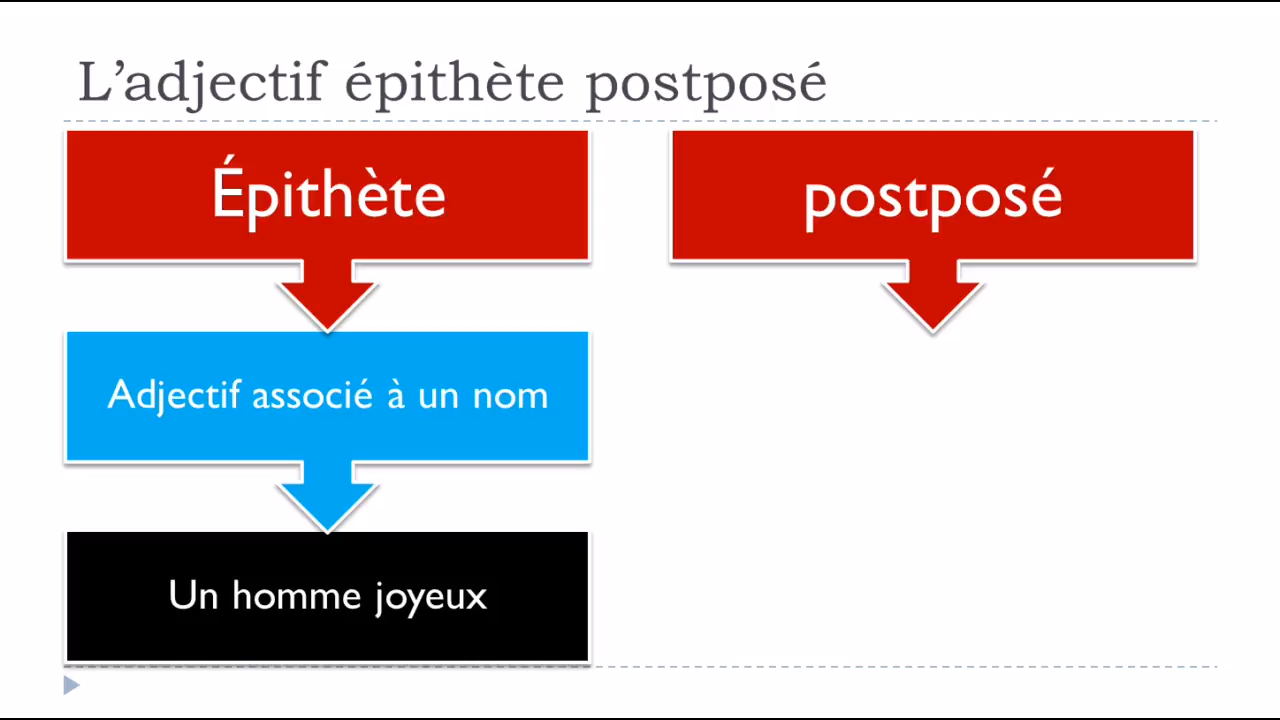 L’adjectif épithète postposé
Épithète
postposé
Adjectif associé à un nom
Un homme joyeux